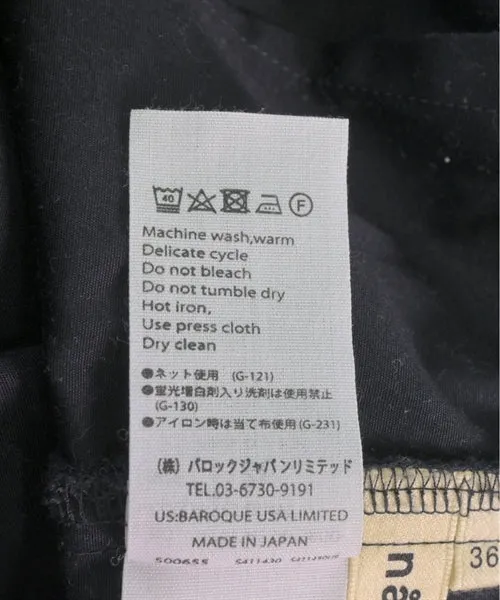 40 F
Machine wash,warm
Delicate cycle
Do not bleach
Do not tumble dry
Hot iron,
Use press cloth
Dry clean
●ネット使用 (G-121)
●蛍光増白剤入り洗剤は使用禁止
(G-130)
●アイロン時は当て布使用(G-231)
(株) バロックジャパンリミテッド
TEL.03-6730-9191
US:BAROQUE USA LIMITED
MADE IN JAPAN
500655
36